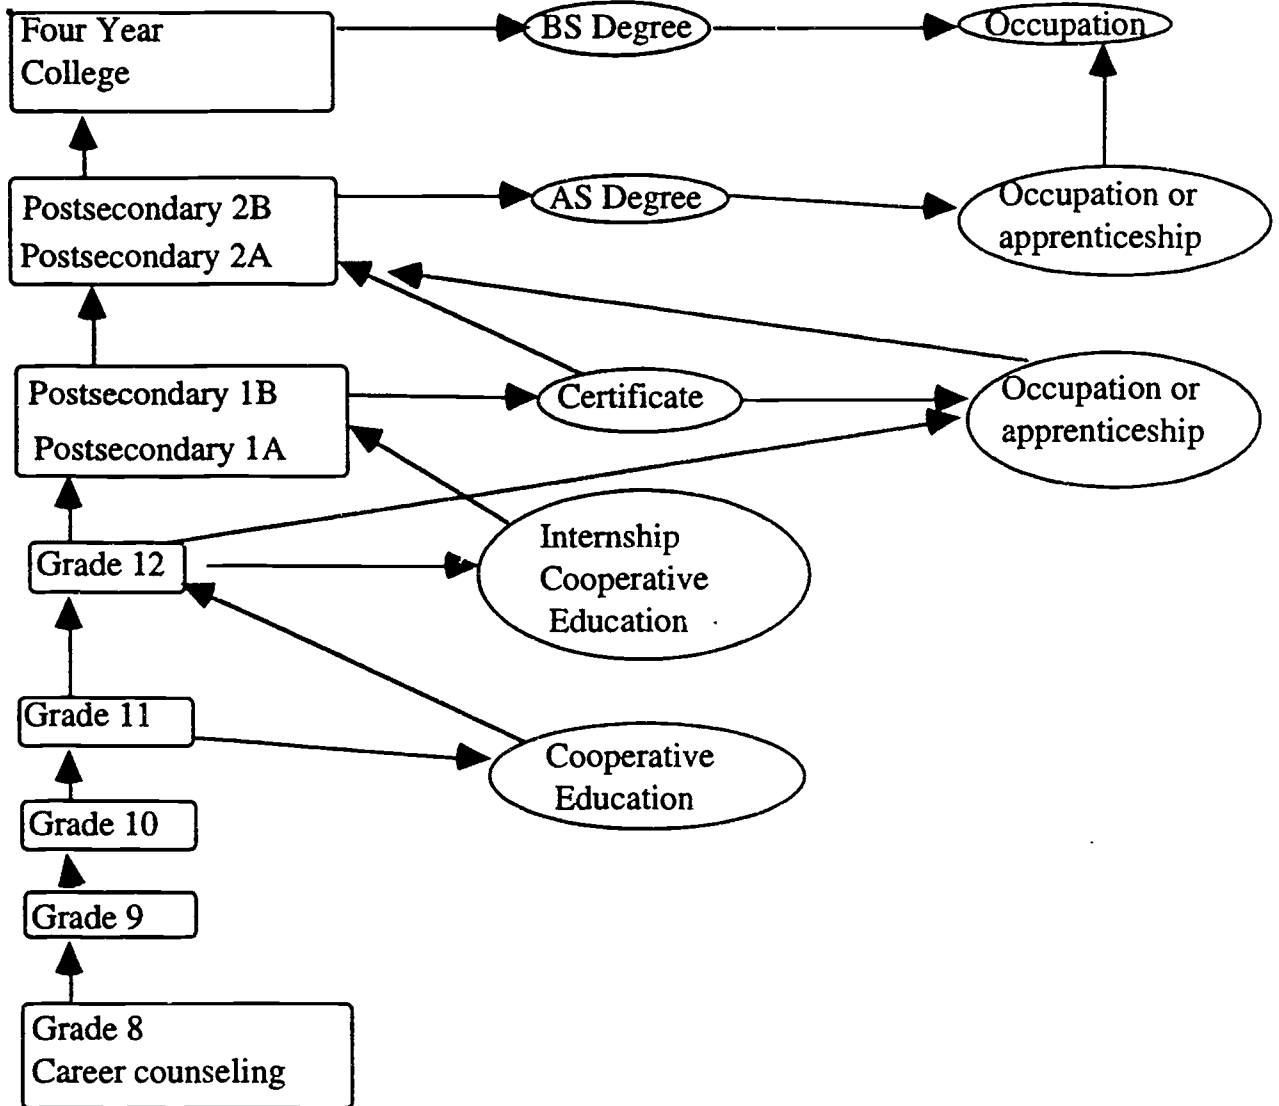 Four Year
College
BS Degree
Occupation
Postsecondary 2B
Postsecondary 2A
AS Degree
Occupation or
apprenticeship
Postsecondary 1B
Postsecondary 1A
Certificate
Occupation or
apprenticeship
Grade 12
Internship
Cooperative
Education
Grade 11
Cooperative
Education
Grade 10
Grade 9
Grade 8
Career counseling